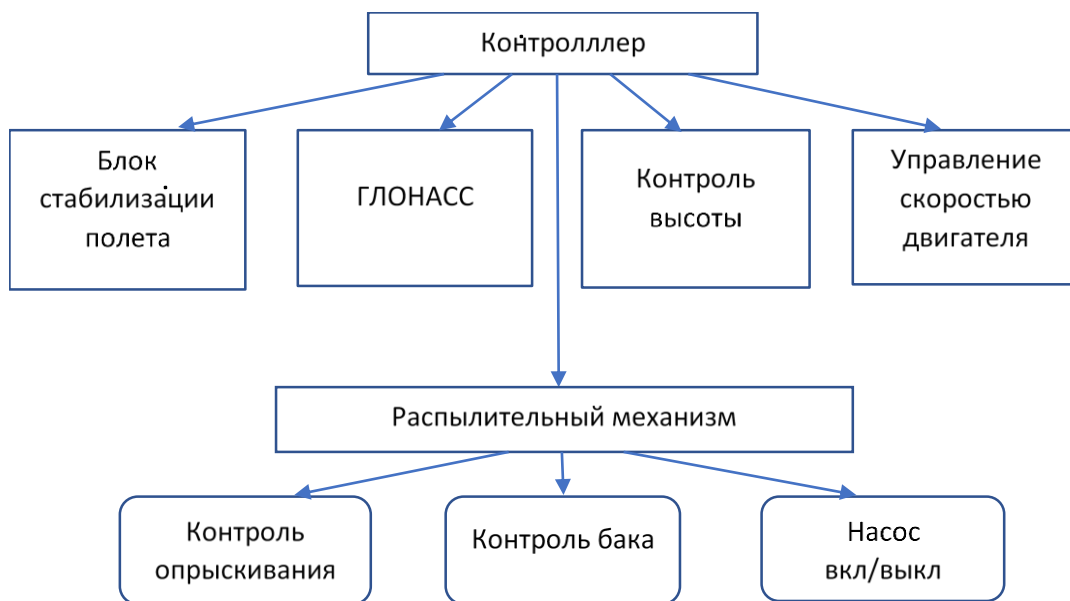 Контролллер
Блок
стабилизации
полета
ГЛОНАСС
Контроль
высоты
Управление
скоростью
двигателя
Распылительный механизм
Контроль
опрыскивания
Контроль бака
Насос
вкл/выкл